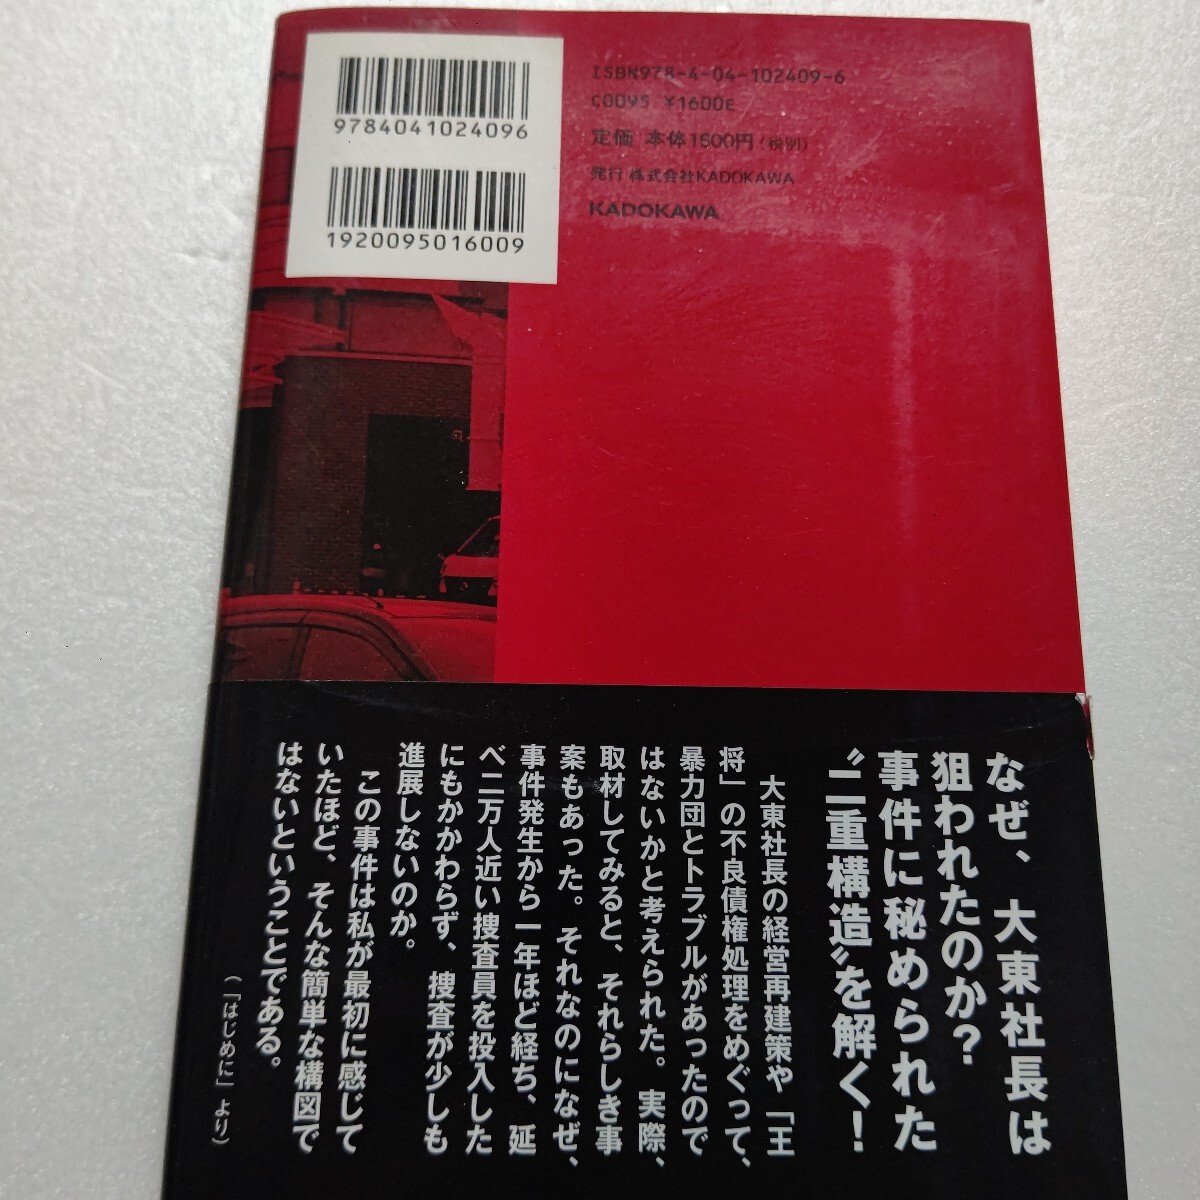 9784041024096
1920095016009
ISBN978-4-04-102409-6
C0095 ¥1600E
定価 本体1600円(税別)
発行 株式会社KADOKAWA
KADOKAWA
なぜ、大東社長は
狙われたのか?
事件に秘められた
“二重構造”を解く!
大東社長の経営再建策や「王
将」の不良債権処理をめぐって、
暴力団とトラブルがあったので
はないかと考えられた。実際、
取材してみると、それらしき事
案もあった。それなのになぜ、
事件発生から一年ほど経ち、延
べ二万人近い捜査員を投入した
にもかかわらず、捜査が少しも
進展しないのか。
この事件は私が最初に感じて
いたほど、そんな簡単な構図で
はないということである。
(「はじめに」より)